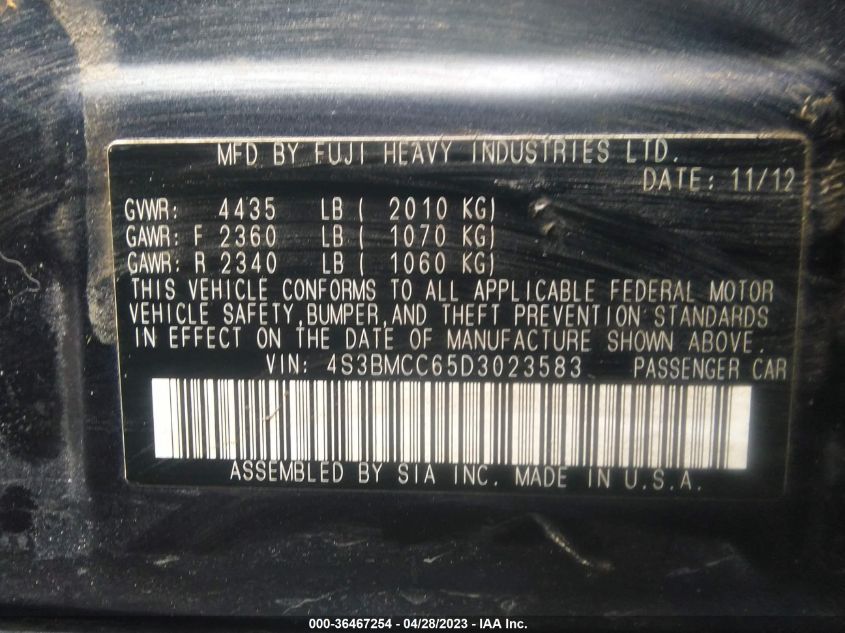 MFD BY FUJI HEAVY INDUSTRIES LTD.
DATE: 11/12
GVWR: 4435 LB ( 2010 KG)
GAWR: F 2360 LB ( 1070 KG)
GAWR: R 2340 LB ( 1060 KG)
THIS VEHICLE CONFORMS TO ALL APPLICABLE FEDERAL MOTOR
VEHICLE SAFETY, BUMPER, AND THEFT PREVENTION STANDARDS
IN EFFECT ON THE DATE OF MANUFACTURE SHOWN ABOVE.
VIN: 4S3BMCC65D3023583 PASSENGER CAR
ASSEMBLED BY SIA INC. MADE IN U.S.A.
000-36467254 - 04/28/2023 - IAA Inc.